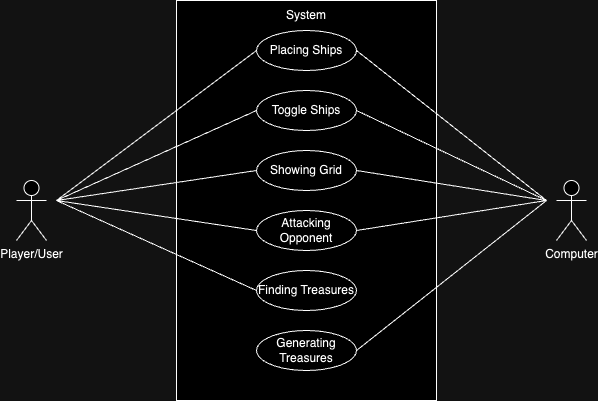 System
Placing Ships
Toggle Ships
Showing Grid
Attacking
Opponent
Player/User
Computer
Finding Treasures
Generating
Treasures